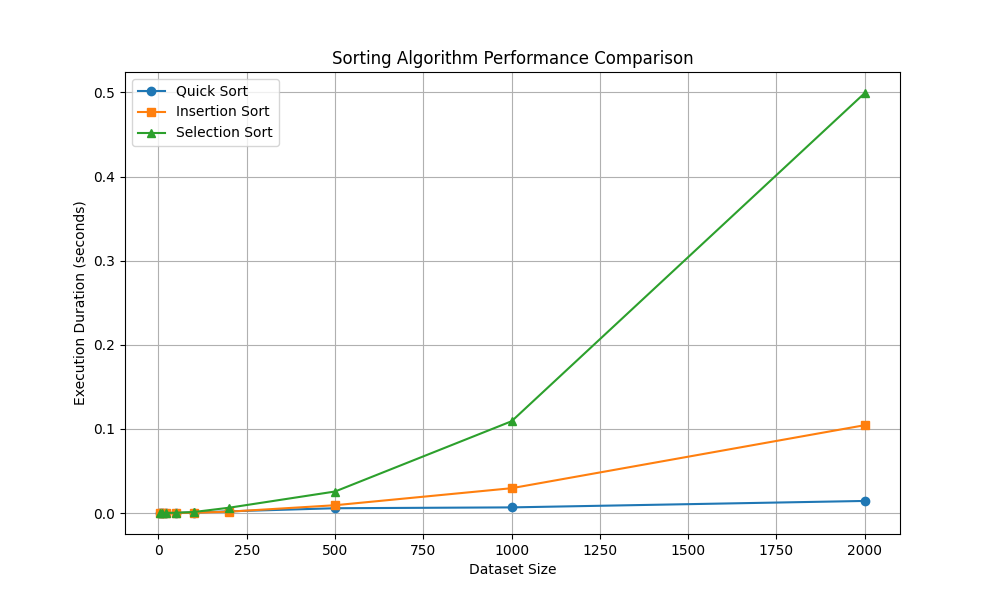 Sorting Algorithm Performance Comparison
Quick Sort
Insertion Sort
Selection Sort
Execution Duration (seconds)
0.5
0.4
0.3
0.2
0.1
0.0
0 250 500 750 1000 1250 1500 1750 2000
Dataset Size